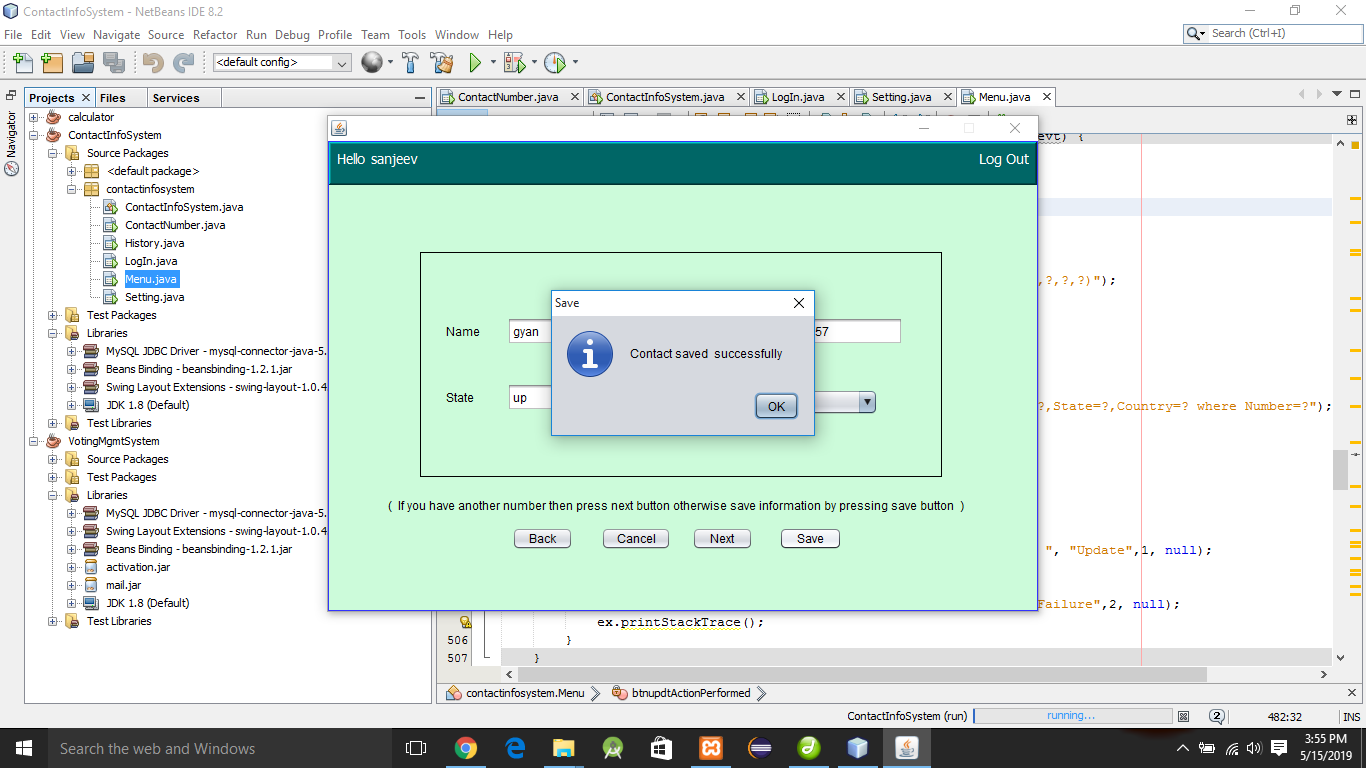 ContactInfoSystem - NetBeans IDE 8.2
File Edit View Navigate Source Refactor Run Debug Profile Team Tools Window Help
Search (Ctrl+I)
<default config>
Projects Files Services
ContactNumber.java ContactInfoSystem.java LogIn.java Setting.java Menu.java
Navigator
calculator
ContactInfoSystem
Source Packages
<default package>
contactinfosystem
ContactInfoSystem.java
ContactNumber.java
History.java
LogIn.java
Menu.java
Setting.java
Test Packages
Libraries
MySQL JDBC Driver - mysql-connector-java-5.
Beans Binding - beansbinding-1.2.1.jar
Swing Layout Extensions - swing-layout-1.0.4
JDK 1.8 (Default)
Test Libraries
VotingMgmtSystem
Source Packages
Test Packages
Libraries
MySQL JDBC Driver - mysql-connector-java-5.
Swing Layout Extensions - swing-layout-1.0.4
Beans Binding - beansbinding-1.2.1.jar
activation.jar
mail.jar
JDK 1.8 (Default)
Test Libraries
evt) {
,?,?,?)");
?,State=?,Country=? where Number=?");
", "Update",1, null);
Failure",2, null);
ex.printStackTrace();
506 }
507 }
Hello sanjeev
Log Out
Name gyan 57
State up
Save
Contact saved successfully
OK
( If you have another number then press next button otherwise save information by pressing save button )
Back Cancel Next Save
contactinfosystem.Menu btnupdtActionPerformed
ContactInfoSystem (run) running... 2 482:32 INS
Search the web and Windows
3:55 PM
5/15/2019